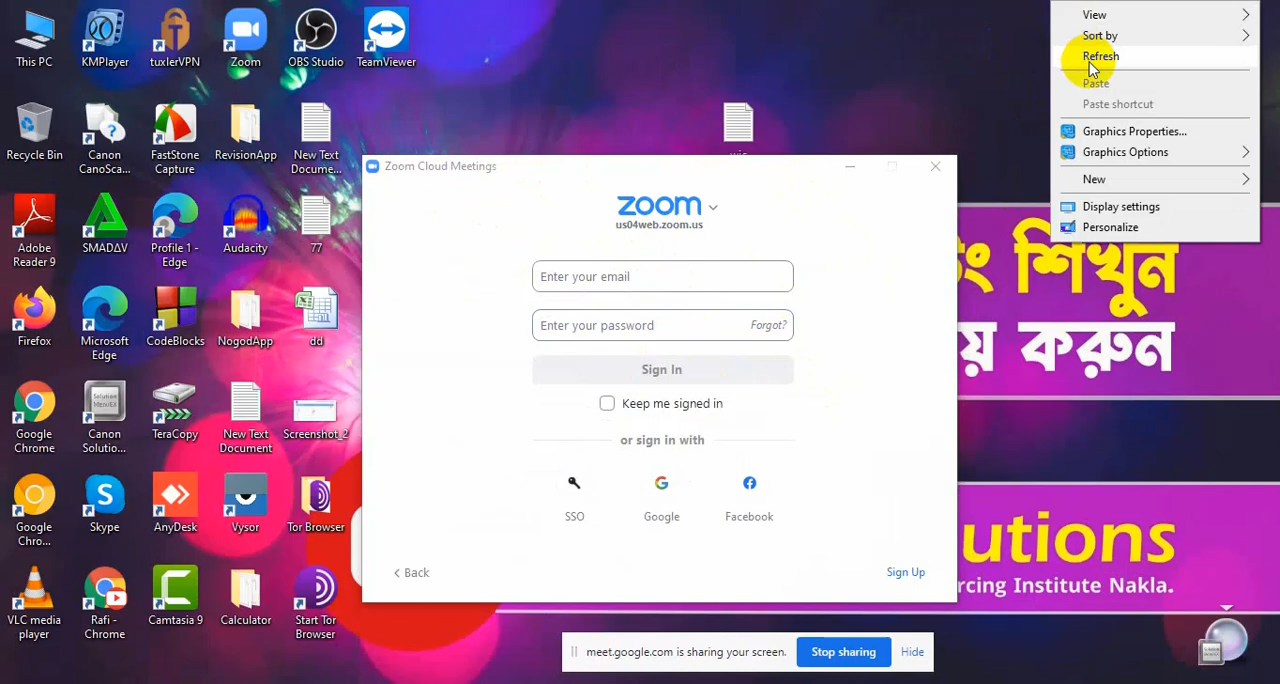 This PC
KMPlayer
tuxlerVPN
Zoom
OBS Studio
TeamViewer
Recycle Bin
Canon
CanoSca...
FastStone
Capture
RevisionApp
New Text
Docume...
Adobe
Reader 9
SMADΔV
Profile 1 -
Edge
Audacity
77
Firefox
Microsoft
Edge
CodeBlocks
NogodApp
dd
Google
Chrome
Canon
Solutio...
TeraCopy
New Text
Document
Screenshot_2
Google
Chro...
Skype
AnyDesk
Vysor
Tor Browser
VLC media
player
Rafi -
Chrome
Camtasia 9
Calculator
Start Tor
Browser
Zoom Cloud Meetings
zoom
us04web.zoom.us
Enter your email
Enter your password
Forgot?
Sign In
Keep me signed in
or sign in with
SSO
Google
Facebook
< Back
Sign Up
View
Sort by
Refresh
Paste
Paste shortcut
Graphics Properties...
Graphics Options
New
Display settings
Personalize
শিখুন
করুন
utions
rcing Institute Nakla.
meet.google.com is sharing your screen.
Stop sharing
Hide